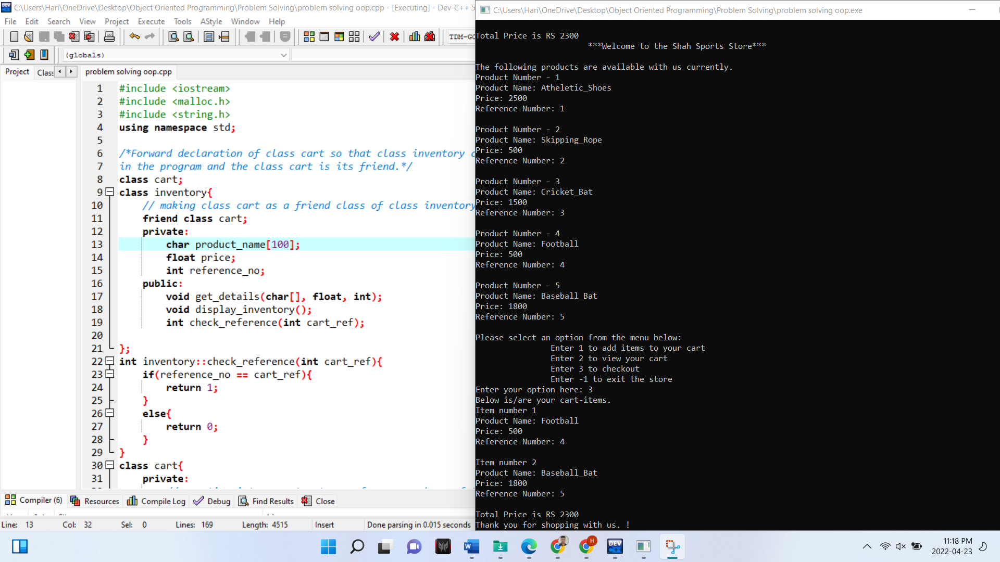 C:\Users\Hari\OneDrive\Desktop\Object Oriented Programming\Problem Solving\problem solving oop.cpp - [Executing] - Dev-C++ 5
File Edit Search View Project Execute Tools AStyle Window Help
TDM-GC
(globals)
Project Class problem solving oop.cpp
1 #include <iostream>
2 #include <malloc.h>
3 #include <string.h>
4 using namespace std;
5
6 /*Forward declaration of class cart so that class inventory c
7 in the program and the class cart is its friend.*/
8 class cart;
9 class inventory{
10 // making class cart as a friend class of class inventory
11 friend class cart;
12 private:
13 char product_name[100];
14 float price;
15 int reference_no;
16 public:
17 void get_details(char[], float, int);
18 void display_inventory();
19 int check_reference(int cart_ref);
20
21 };
22 int inventory::check_reference(int cart_ref){
23 if(reference_no == cart_ref){
24 return 1;
25 }
26 else{
27 return 0;
28 }
29 }
30 class cart{
31 private:
Compiler (6) Resources Compile Log Debug Find Results Close
Line: 13 Col: 32 Sel: 0 Lines: 169 Length: 4515 Insert Done parsing in 0.015 seconds
C:\Users\Hari\OneDrive\Desktop\Object Oriented Programming\Problem Solving\problem solving oop.exe
Total Price is RS 2300
***Welcome to the Shah Sports Store***
The following products are available with us currently.
Product Number - 1
Product Name: Atheletic_Shoes
Price: 2500
Reference Number: 1
Product Number - 2
Product Name: Skipping_Rope
Price: 500
Reference Number: 2
Product Number - 3
Product Name: Cricket_Bat
Price: 1500
Reference Number: 3
Product Number - 4
Product Name: Football
Price: 500
Reference Number: 4
Product Number - 5
Product Name: Baseball_Bat
Price: 1800
Reference Number: 5
Please select an option from the menu below:
Enter 1 to add items to your cart
Enter 2 to view your cart
Enter 3 to checkout
Enter -1 to exit the store
Enter your option here: 3
Below is/are your cart-items.
Item number 1
Product Name: Football
Price: 500
Reference Number: 4
Item number 2
Product Name: Baseball_Bat
Price: 1800
Reference Number: 5
Total Price is RS 2300
Thank you for shopping with us. !
11:18 PM
2022-04-23